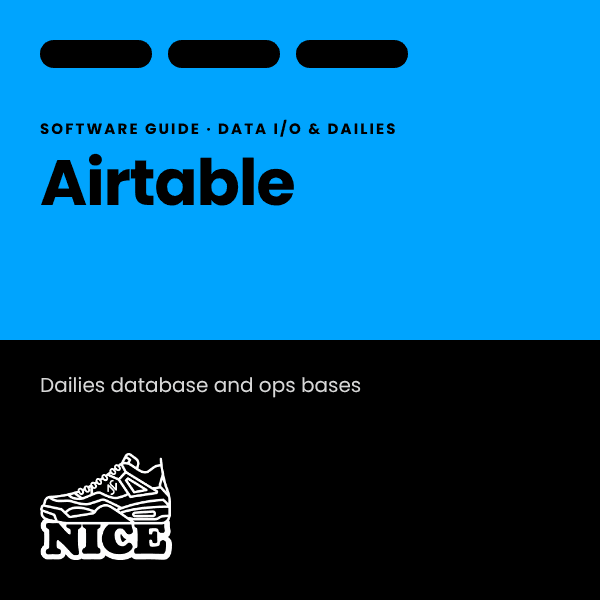 SOFTWARE GUIDE · DATA I/O & DAILIES
Airtable
Dailies database and ops bases
NICE